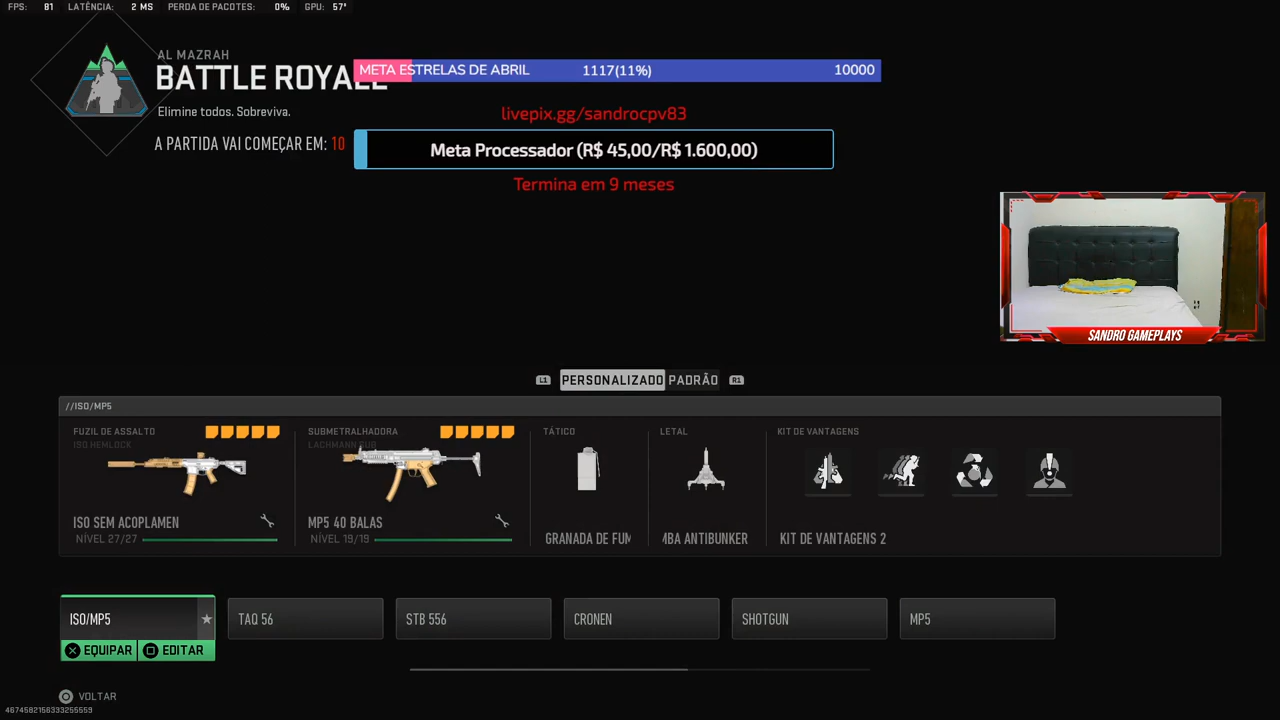 FPS: 81 LATÊNCIA: 2 MS PERDA DE PACOTES: 0% GPU: 57°
AL MAZRAH
BATTLE ROYALE
META ESTRELAS DE ABRIL 1117(11%) 10000
Elimine todos. Sobreviva.
livepix.gg/sandrocpv83
A PARTIDA VAI COMEÇAR EM: 10
Meta Processador (R$ 45,00/R$ 1.600,00)
Termina em 9 meses
SANDRO GAMEPLAYS
L1 PERSONALIZADO PADRÃO R1
//ISO/MP5
FUZIL DE ASSALTO
ISO HEMLOCK
SUBMETRALHADORA
LACHMANN SUB
TÁTICO
LETAL
KIT DE VANTAGENS
ISO SEM ACOPLAMEN
NÍVEL 27/27
MP5 40 BALAS
NÍVEL 19/19
GRANADA DE FUM
MBA ANTIBUNKER
KIT DE VANTAGENS 2
ISO/MP5
TAQ 56
STB 556
CRONEN
SHOTGUN
MP5
EQUIPAR
EDITAR
VOLTAR
4674582156333255559